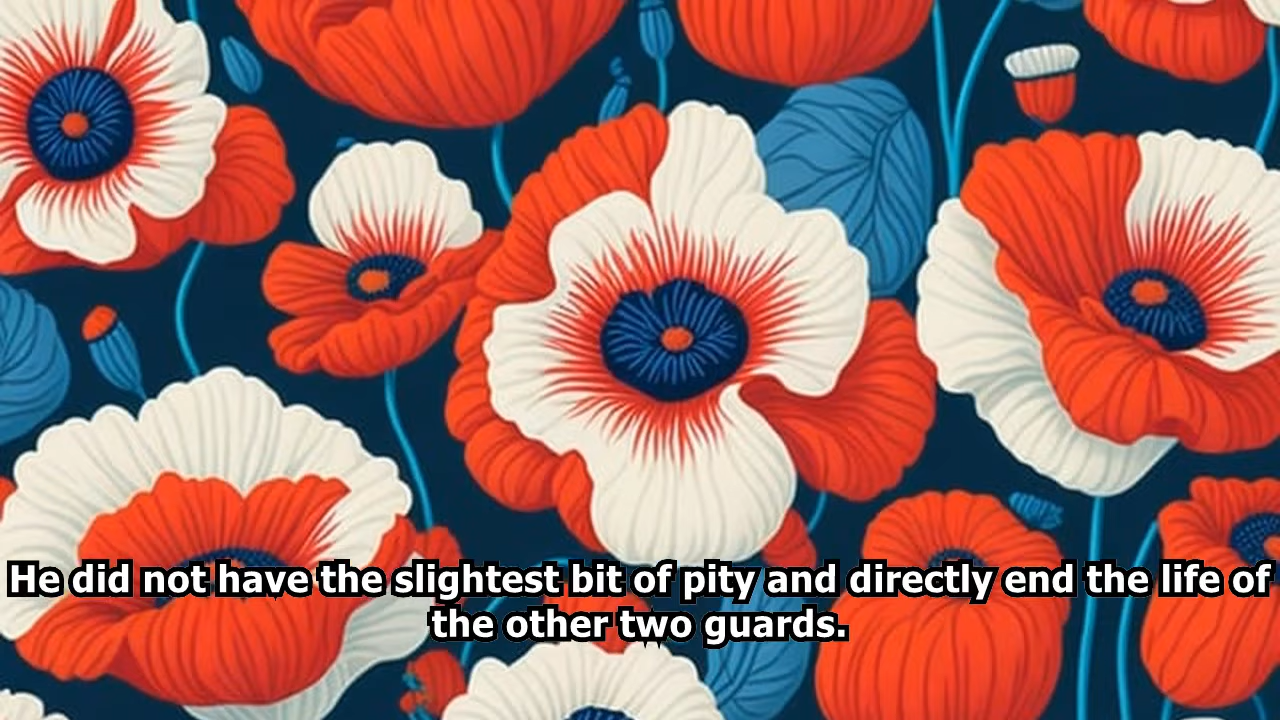 He did not have the slightest bit of pity and directly end the life of
the other two guards.